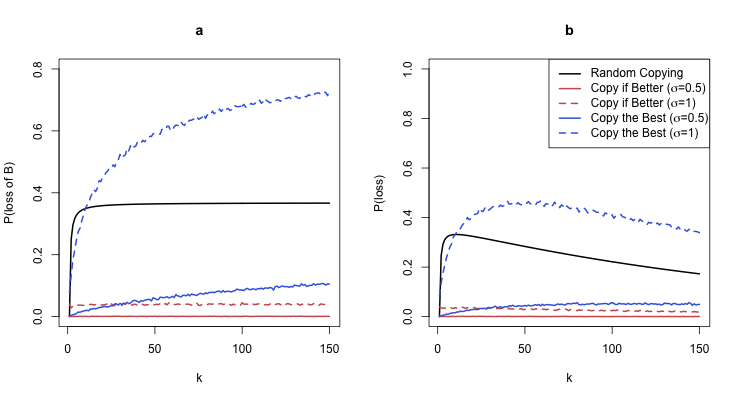 a
P(loss of B)
0.8
0.6
0.4
0.2
0.0
0 50 100 150
k
b
P(loss)
1.0
0.8
0.6
0.4
0.2
0.0
Random Copying
Copy if Better (σ=0.5)
Copy if Better (σ=1)
Copy the Best (σ=0.5)
Copy the Best (σ=1)
0 50 100 150
k